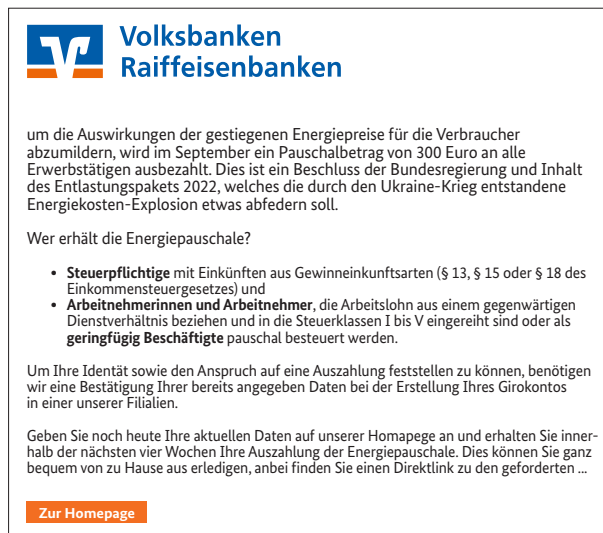 Volksbanken
Raiffeisenbanken
um die Auswirkungen der gestiegenen Energiepreise für die Verbraucher
abzumildern, wird im September ein Pauschalbetrag von 300 Euro an alle
Erwerbstätigen ausbezahlt. Dies ist ein Beschluss der Bundesregierung und Inhalt
des Entlastungspakets 2022, welches die durch den Ukraine-Krieg entstandene
Energiekosten-Explosion etwas abfedern soll.
Wer erhält die Energiepauschale?
• Steuerpflichtige mit Einkünften aus Gewinneinkunftsarten (§ 13, § 15 oder § 18 des
Einkommensteuergesetzes) und
• Arbeitnehmerinnen und Arbeitnehmer, die Arbeitslohn aus einem gegenwärtigen
Dienstverhältnis beziehen und in die Steuerklassen I bis V eingereiht sind oder als
geringfügig Beschäftigte pauschal besteuert werden.
Um Ihre Identät sowie den Anspruch auf eine Auszahlung feststellen zu können, benötigen
wir eine Bestätigung Ihrer bereits angegeben Daten bei der Erstellung Ihres Girokontos
in einer unserer Filialen.
Geben Sie noch heute Ihre aktuellen Daten auf unserer Homapege an und erhalten Sie inner-
halb der nächsten vier Wochen Ihre Auszahlung der Energiepauschale. Dies können Sie ganz
bequem von zu Hause aus erledigen, anbei finden Sie einen Direktlink zu den geforderten ...
Zur Homepage